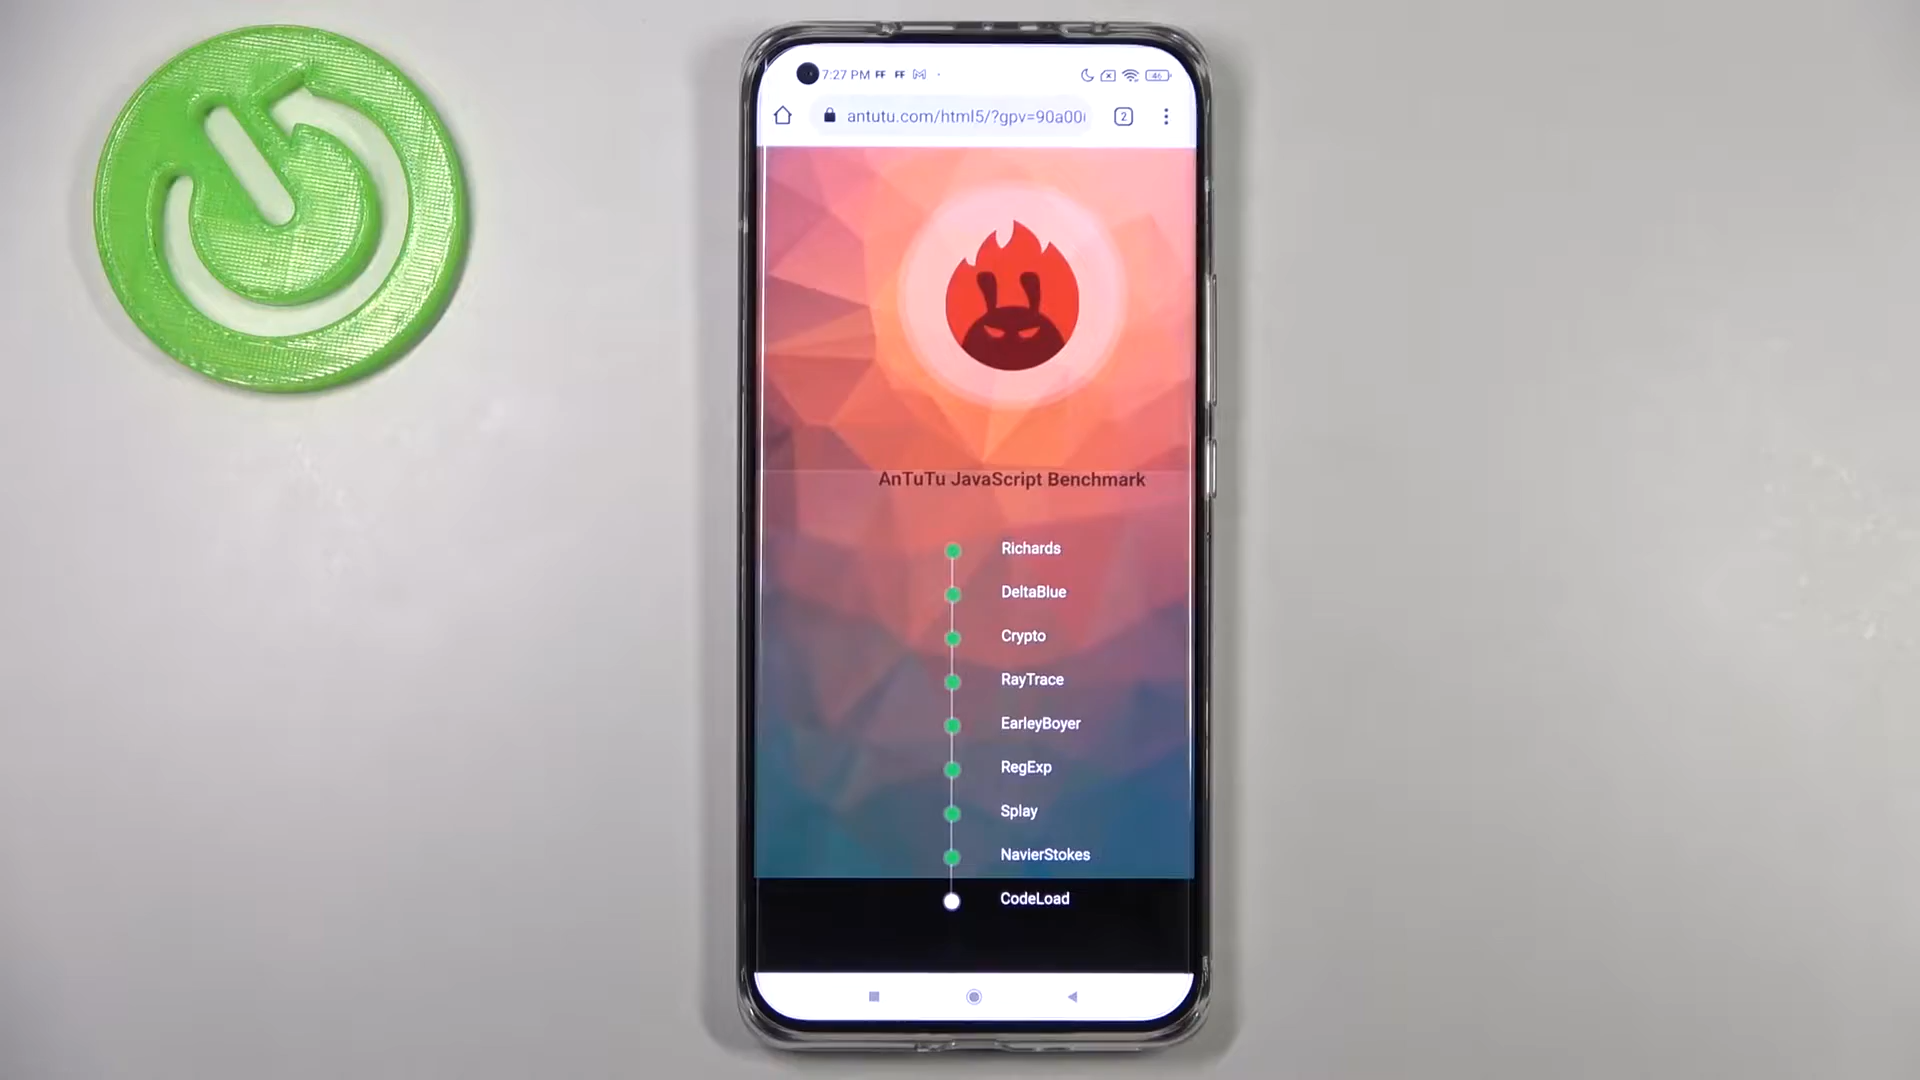 7:27 PM FF FF 46
antutu.com/html5/?gpv=90a00 2
AnTuTu JavaScript Benchmark
Richards
DeltaBlue
Crypto
RayTrace
EarleyBoyer
RegExp
Splay
NavierStokes
CodeLoad